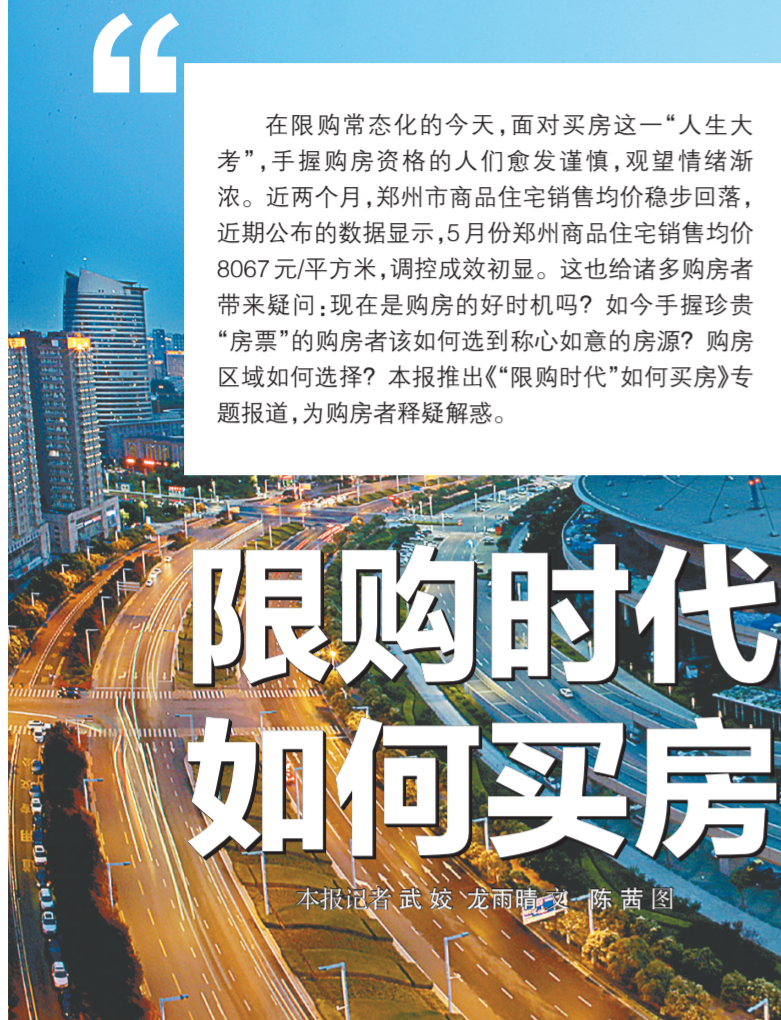 “
在限购常态化的今天，面对买房这一“人生大
考”，手握购房资格的人们愈发谨慎，观望情绪渐
浓。近两个月，郑州市商品住宅销售均价稳步回落，
近期公布的数据显示，5月份郑州商品住宅销售均价
8067元/平方米，调控成效初显。这也给诸多购房者
带来疑问：现在是购房的好时机吗？如今手握珍贵
“房票”的购房者该如何选到称心如意的房源？购房
区域如何选择？本报推出《“限购时代”如何买房》专
题报道，为购房者释疑解惑。
限购时代
如何买房
本报记者 武 姣 龙雨晴 文 陈 茜 图